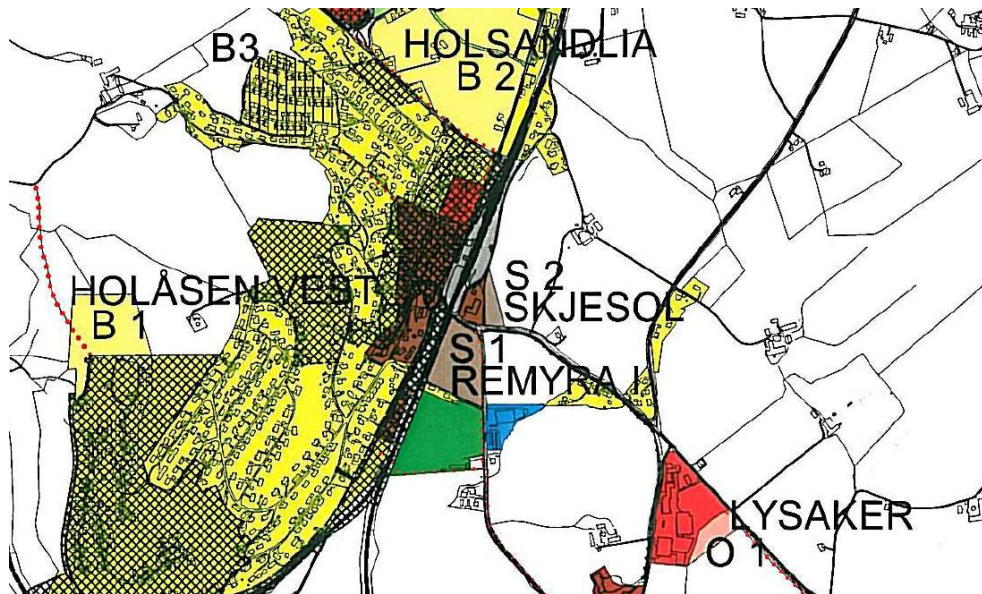 B3
HOLSANDLIA
B 2
HOLÅSEN VEST
B 1
S 2
SKJESOL
S 1
REMYRA I
LYSAKER
O 1